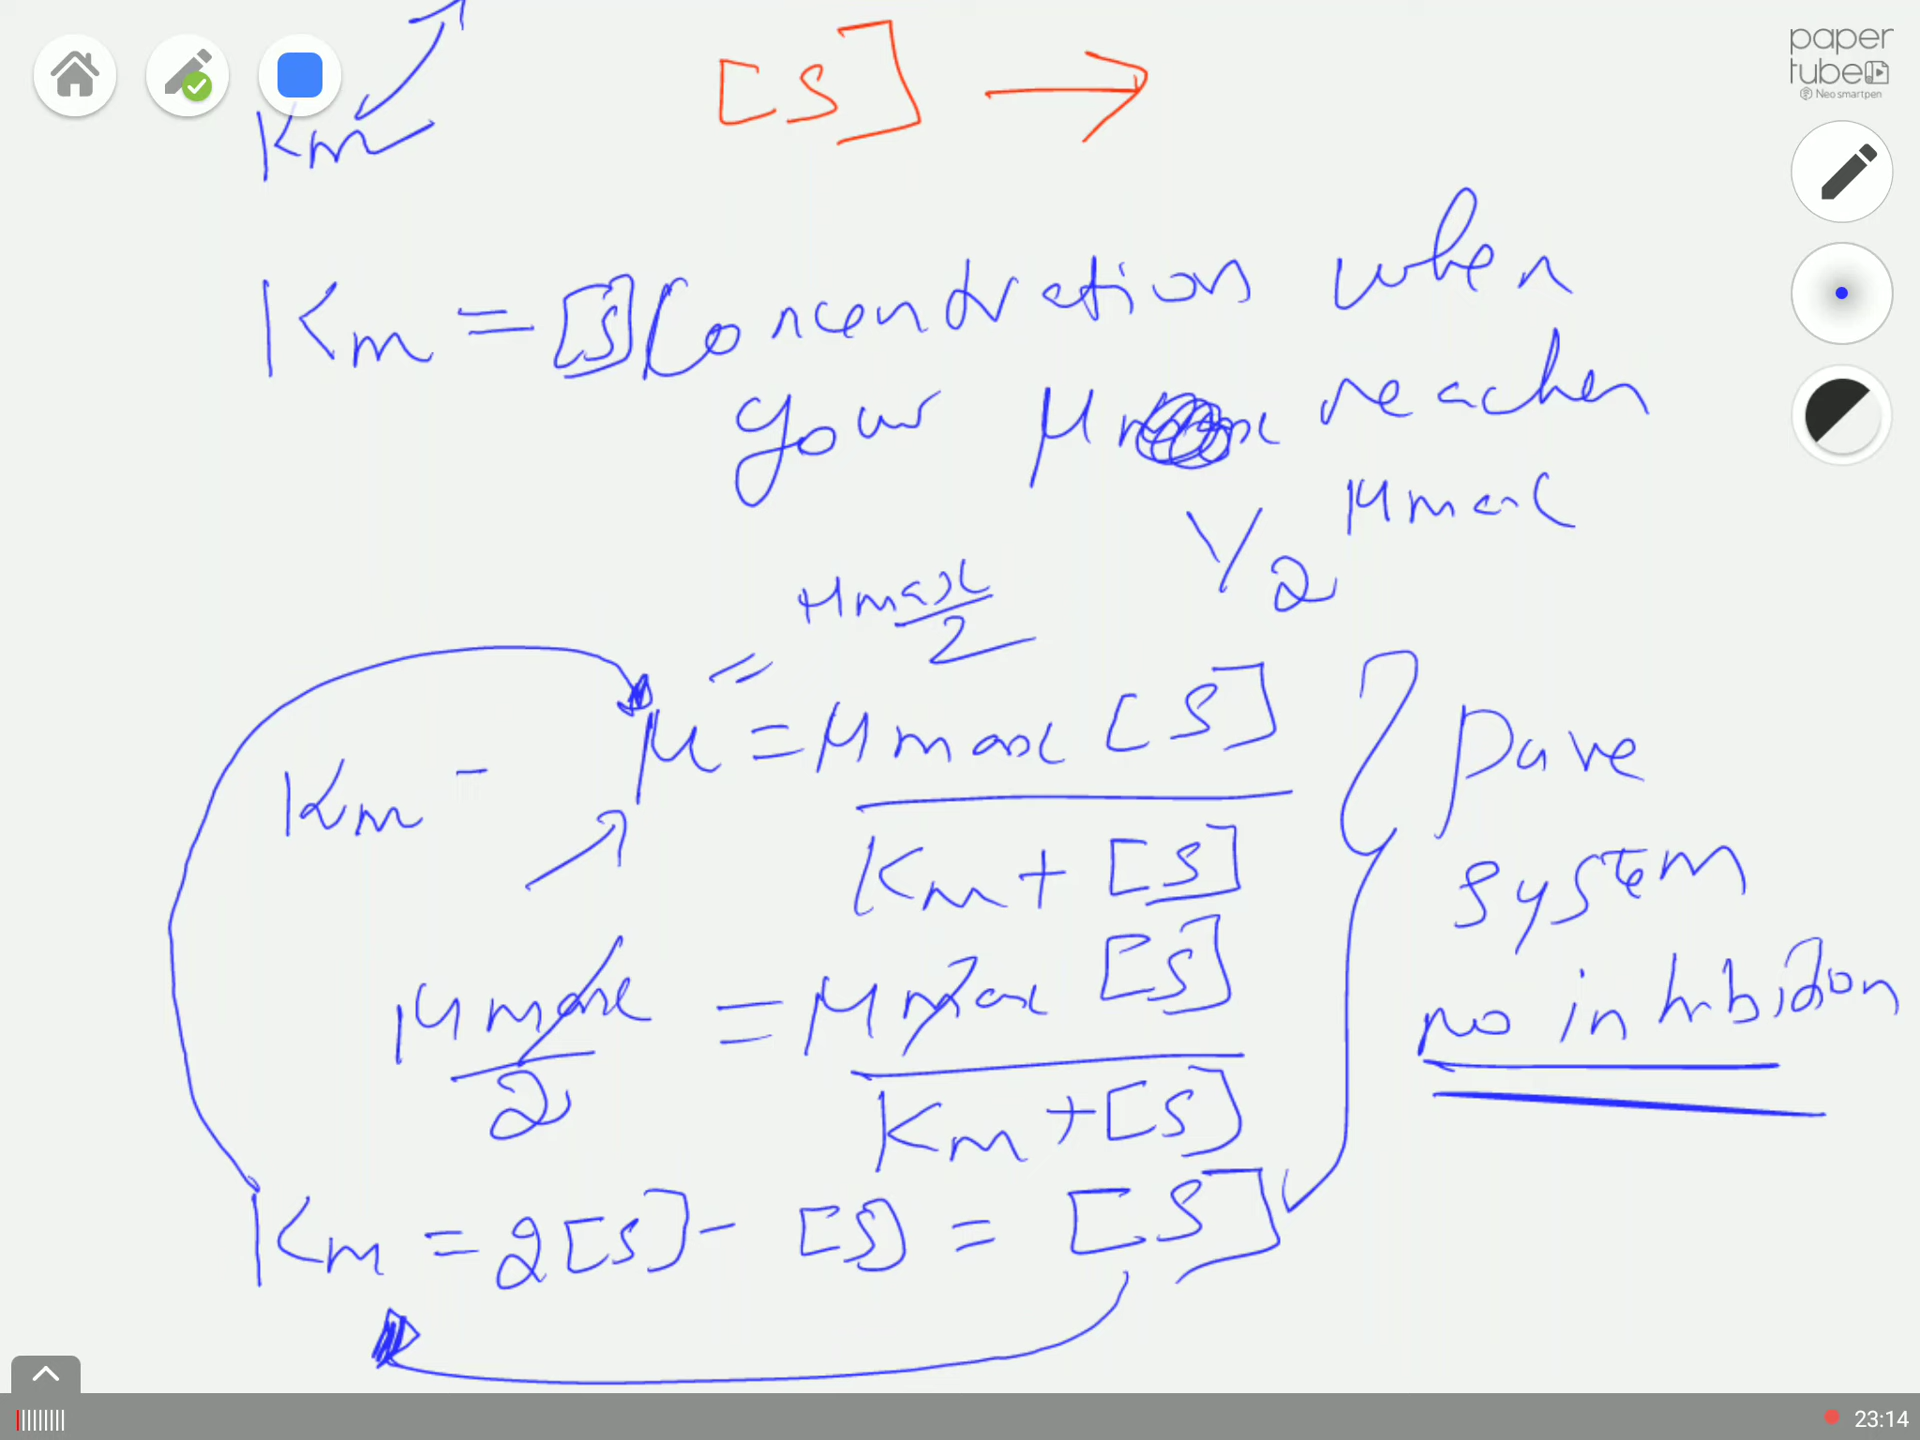 paper
tube
Neo smartpen
[S] →
Km
Km = [S] Concentration when
your μ reaches
1/2 μmax
= μmax/2
Km = μ = μmax [S] / Km + [S]
Pure
system
no inhibition
μmax/2 = μmax [S] / Km + [S]
Km = 2[S] - [S] = [S]
23:14